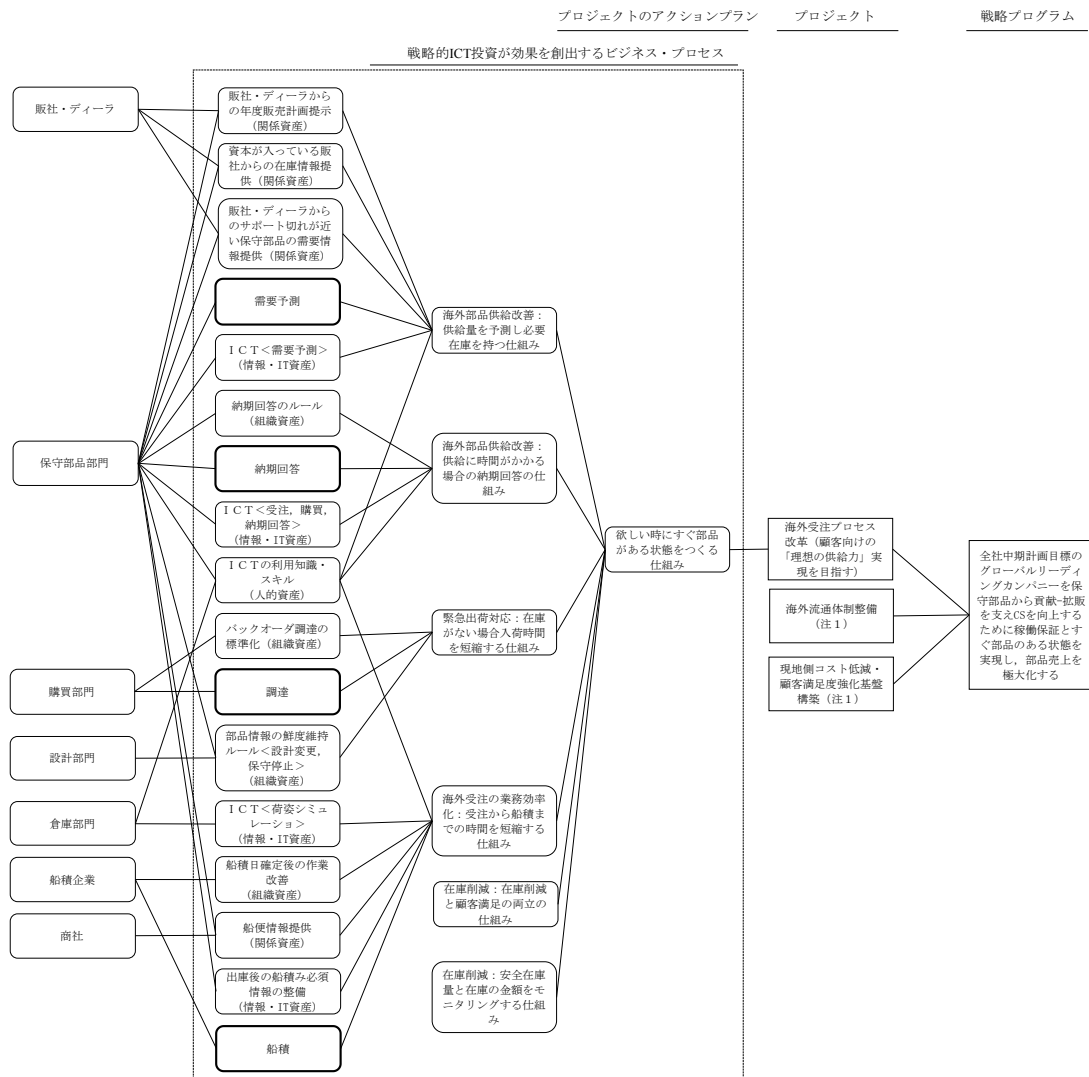 プロジェクトのアクションプラン
プロジェクト
戦略プログラム
戦略的ICT投資が効果を創出するビジネス・プロセス
販社・ディーラ
保守部品部門
購買部門
設計部門
倉庫部門
船積企業
商社
販社・ディーラから
の年度販売計画提示
(関係資産)
資本が入っている販
社からの在庫情報提
供(関係資産)
販社・ディーラから
のサポート切れが近
い保守部品の需要情
報提供(関係資産)
需要予測
ICT<需要予測>
(情報・IT資産)
納期回答のルール
(組織資産)
納期回答
ICT<受注，購買，
納期回答>
(情報・IT資産)
ICTの利用知識・
スキル
(人的資産)
バックオーダ調達の
標準化(組織資産)
調達
部品情報の鮮度維持
ルール<設計変更，
保守停止>
(組織資産)
ICT<荷姿シミュ
レーション>
(情報・IT資産)
船積日確定後の作業
改善
(組織資産)
船便情報提供
(関係資産)
出庫後の船積み必須
情報の整備
(情報・IT資産)
船積
海外部品供給改善：
供給量を予測し必要
在庫を持つ仕組み
海外部品供給改善：
供給に時間がかかる
場合の納期回答の仕
組み
緊急出荷対応：在庫
がない場合入荷時間
を短縮する仕組み
海外受注の業務効率
化：受注から船積ま
での時間を短縮する
仕組み
在庫削減：在庫削減
と顧客満足の両立の
仕組み
在庫削減：安全在庫
量と在庫の金額をモ
ニタリングする仕組
み
欲しい時にすぐ部品
がある状態をつくる
仕組み
海外受注プロセス
改革(顧客向けの
「理想の供給力」実
現を目指す)
海外流通体制整備
(注1)
現地側コスト低減・
顧客満足度強化基盤
構築(注1)
全社中期計画目標の
グローバルリーディ
ングカンパニーを保
守部品から貢献-拡販
を支えCSを向上する
ために稼働保証とす
ぐ部品のある状態を
実現し，部品売上を
極大化する